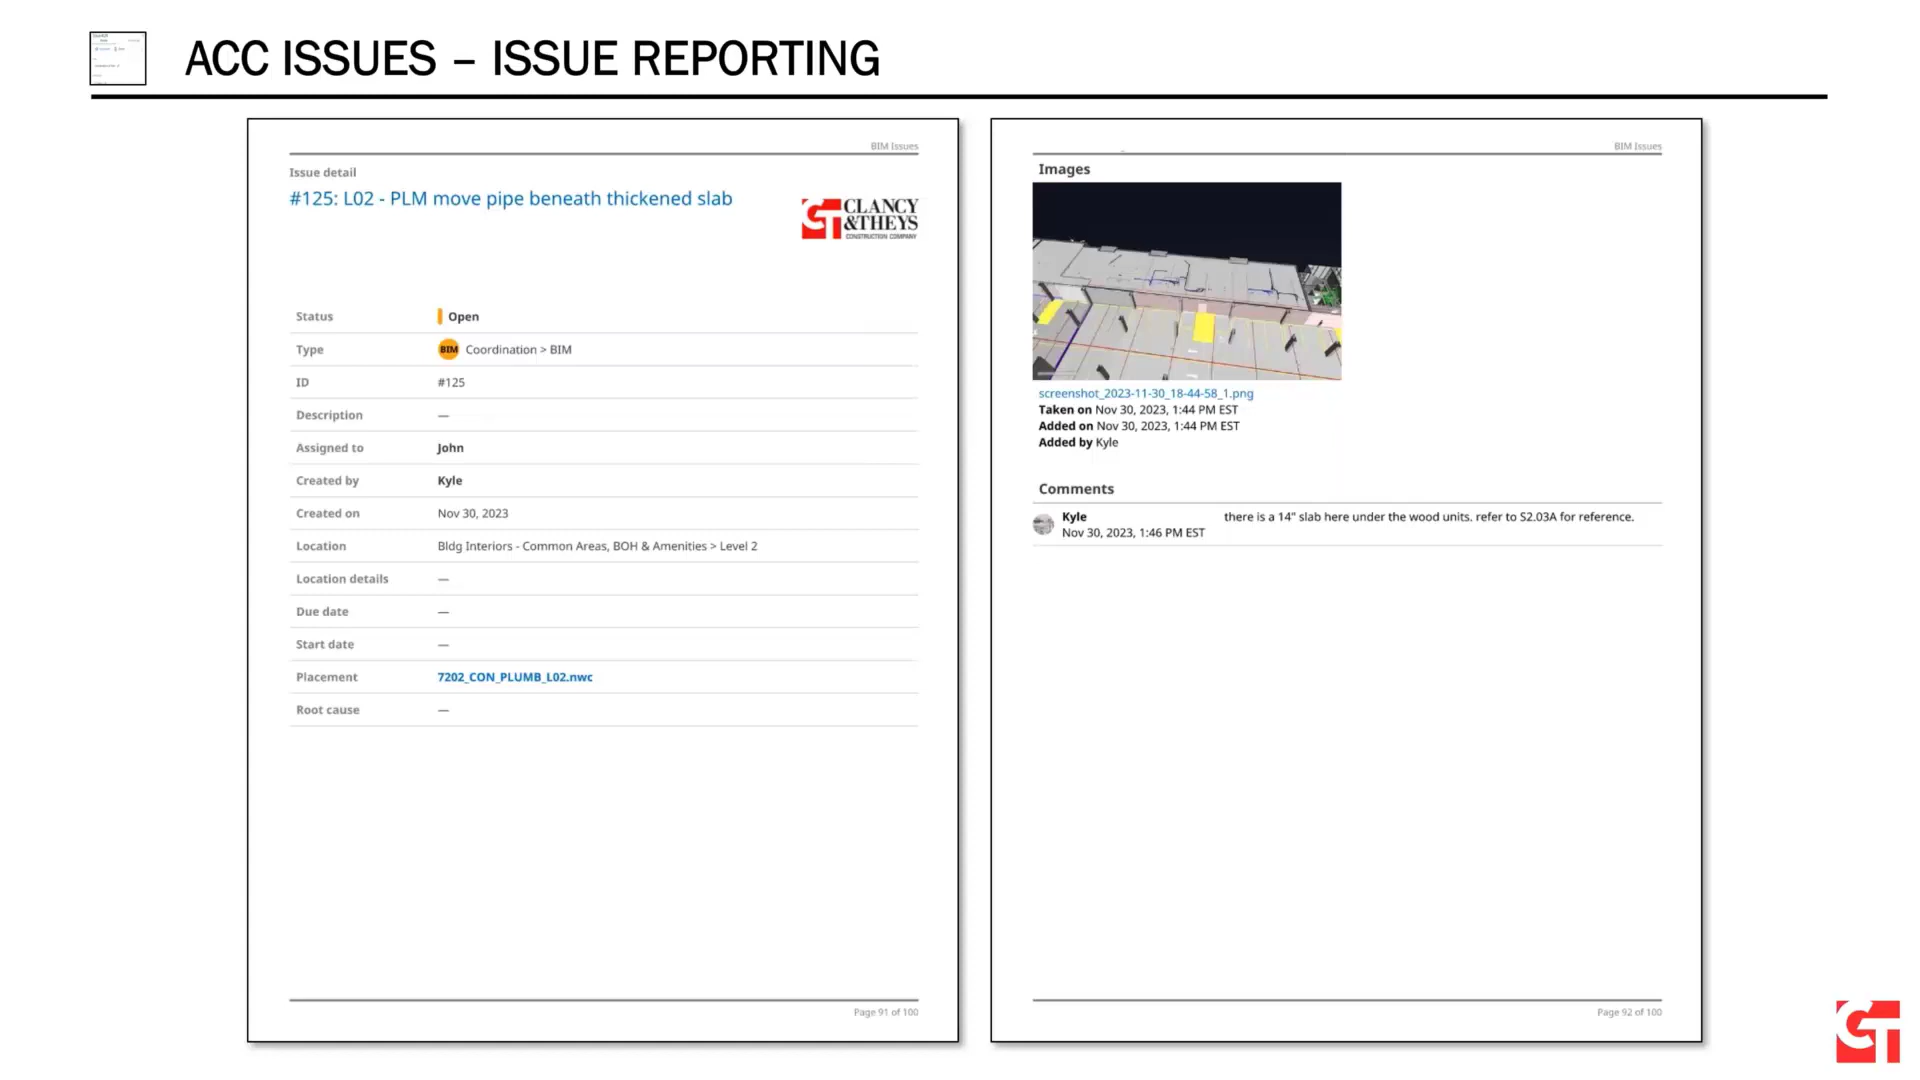 ACC ISSUES – ISSUE REPORTING
BIM Issues
Issue detail
#125: L02 - PLM move pipe beneath thickened slab
CLANCY
&THEYS
CONSTRUCTION COMPANY
Status Open
Type BIM Coordination > BIM
ID #125
Description —
Assigned to John
Created by Kyle
Created on Nov 30, 2023
Location Bldg Interiors - Common Areas, BOH & Amenities > Level 2
Location details —
Due date —
Start date —
Placement 7202_CON_PLUMB_L02.nwc
Root cause —
Page 91 of 100
BIM Issues
Images
screenshot_2023-11-30_18-44-58_1.png
Taken on Nov 30, 2023, 1:44 PM EST
Added on Nov 30, 2023, 1:44 PM EST
Added by Kyle
Comments
Kyle there is a 14" slab here under the wood units. refer to S2.03A for reference.
Nov 30, 2023, 1:46 PM EST
Page 92 of 100